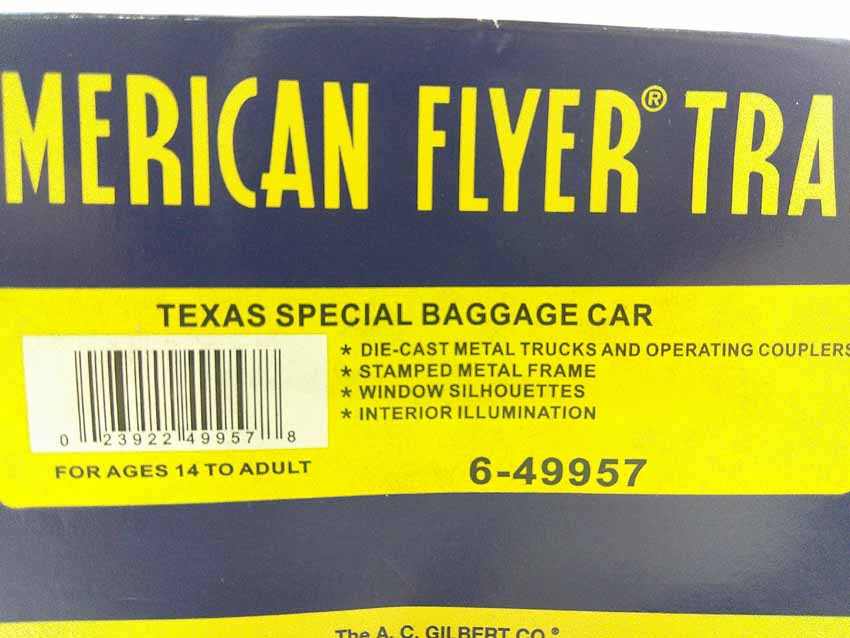 MERICAN FLYER® TRA
TEXAS SPECIAL BAGGAGE CAR
* DIE-CAST METAL TRUCKS AND OPERATING COUPLERS
* STAMPED METAL FRAME
* WINDOW SILHOUETTES
* INTERIOR ILLUMINATION
0 23922 49957 8
FOR AGES 14 TO ADULT
6-49957
The A. C. GILBERT CO.®